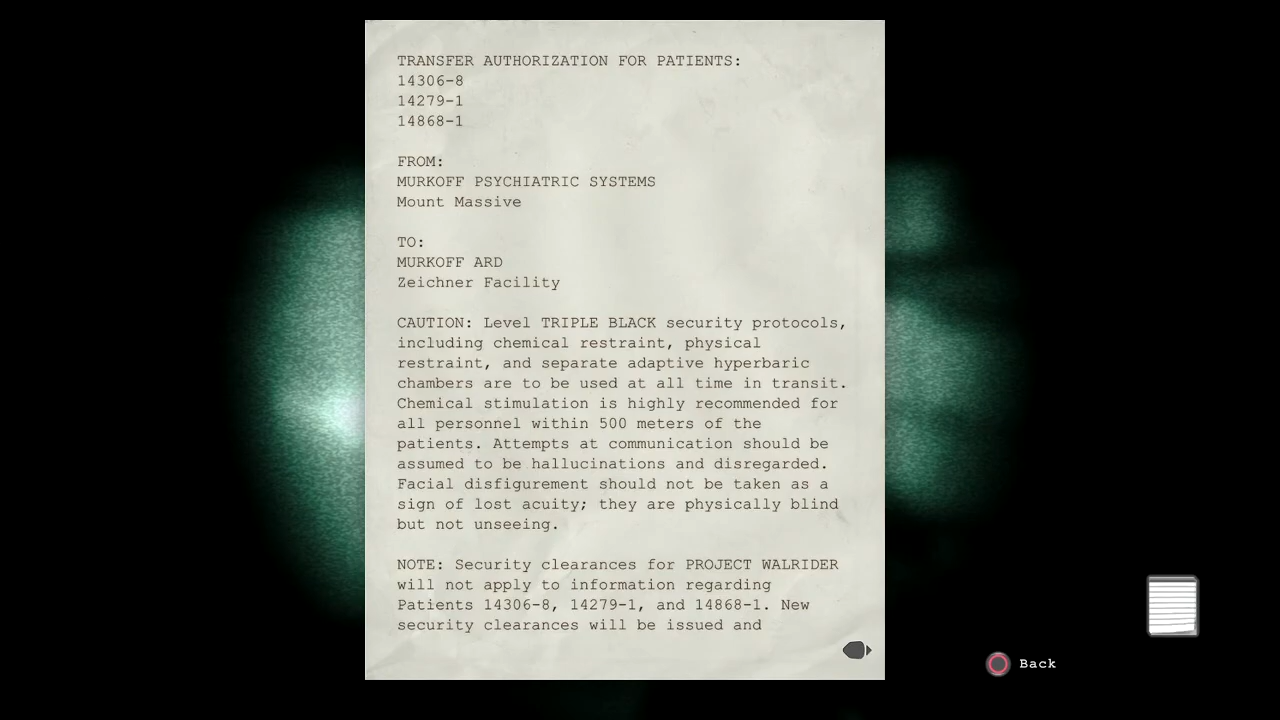 TRANSFER AUTHORIZATION FOR PATIENTS:
14306-8
14279-1
14868-1
FROM:
MURKOFF PSYCHIATRIC SYSTEMS
Mount Massive
TO:
MURKOFF ARD
Zeichner Facility
CAUTION: Level TRIPLE BLACK security protocols,
including chemical restraint, physical
restraint, and separate adaptive hyperbaric
chambers are to be used at all time in transit.
Chemical stimulation is highly recommended for
all personnel within 500 meters of the
patients. Attempts at communication should be
assumed to be hallucinations and disregarded.
Facial disfigurement should not be taken as a
sign of lost acuity; they are physically blind
but not unseeing.
NOTE: Security clearances for PROJECT WALRIDER
will not apply to information regarding
Patients 14306-8, 14279-1, and 14868-1. New
security clearances will be issued and
Back